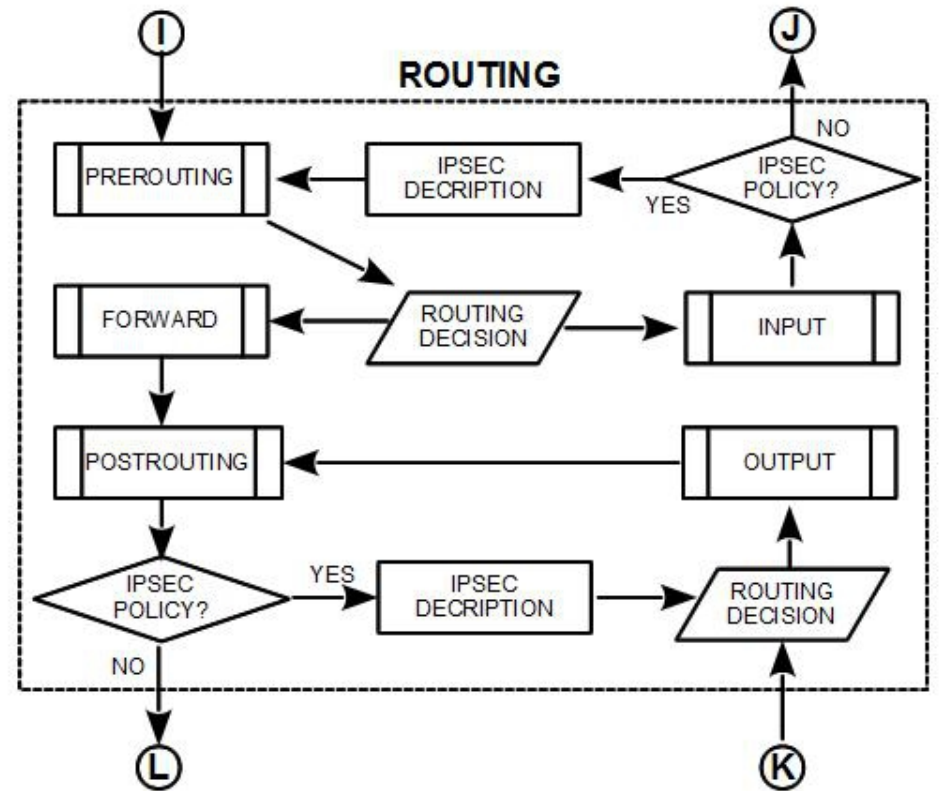 I
J
ROUTING
NO
PREROUTING
IPSEC
DECRIPTION
IPSEC
POLICY?
YES
FORWARD
ROUTING
DECISION
INPUT
POSTROUTING
OUTPUT
IPSEC
POLICY?
YES
IPSEC
DECRIPTION
ROUTING
DECISION
NO
L
K